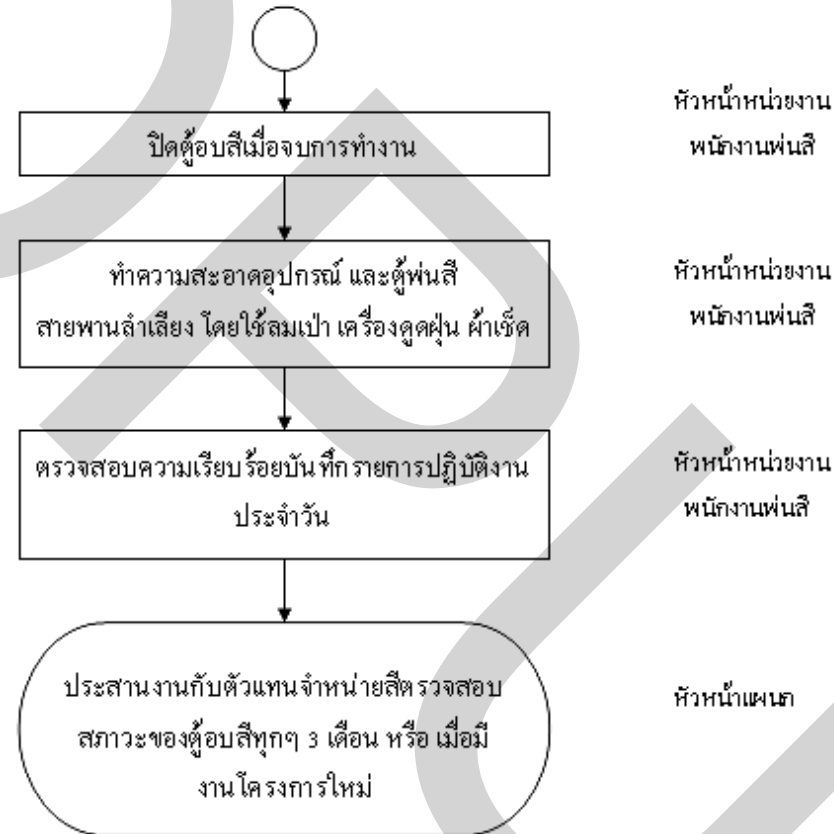 หัวหน้าหน่วยงาน
พนักงานพ่นสี
ปิดตู้อบสีเมื่อจบการทำงาน
ทำความสะอาดอุปกรณ์ และตู้พ่นสี
สายพานลำเลียง โดยใช้ลมเป่า เครื่องดูดฝุ่น ผ้าเช็ด
หัวหน้าหน่วยงาน
พนักงานพ่นสี
ตรวจสอบความเรียบร้อยบันทึกรายการปฏิบัติงาน
ประจำวัน
หัวหน้าหน่วยงาน
พนักงานพ่นสี
ประสานงานกับตัวแทนจำหน่ายสีตรวจสอบ
สภาวะของตู้อบสีทุกๆ 3 เดือน หรือ เมื่อมี
งานโครงการใหม่
หัวหน้าแผนก